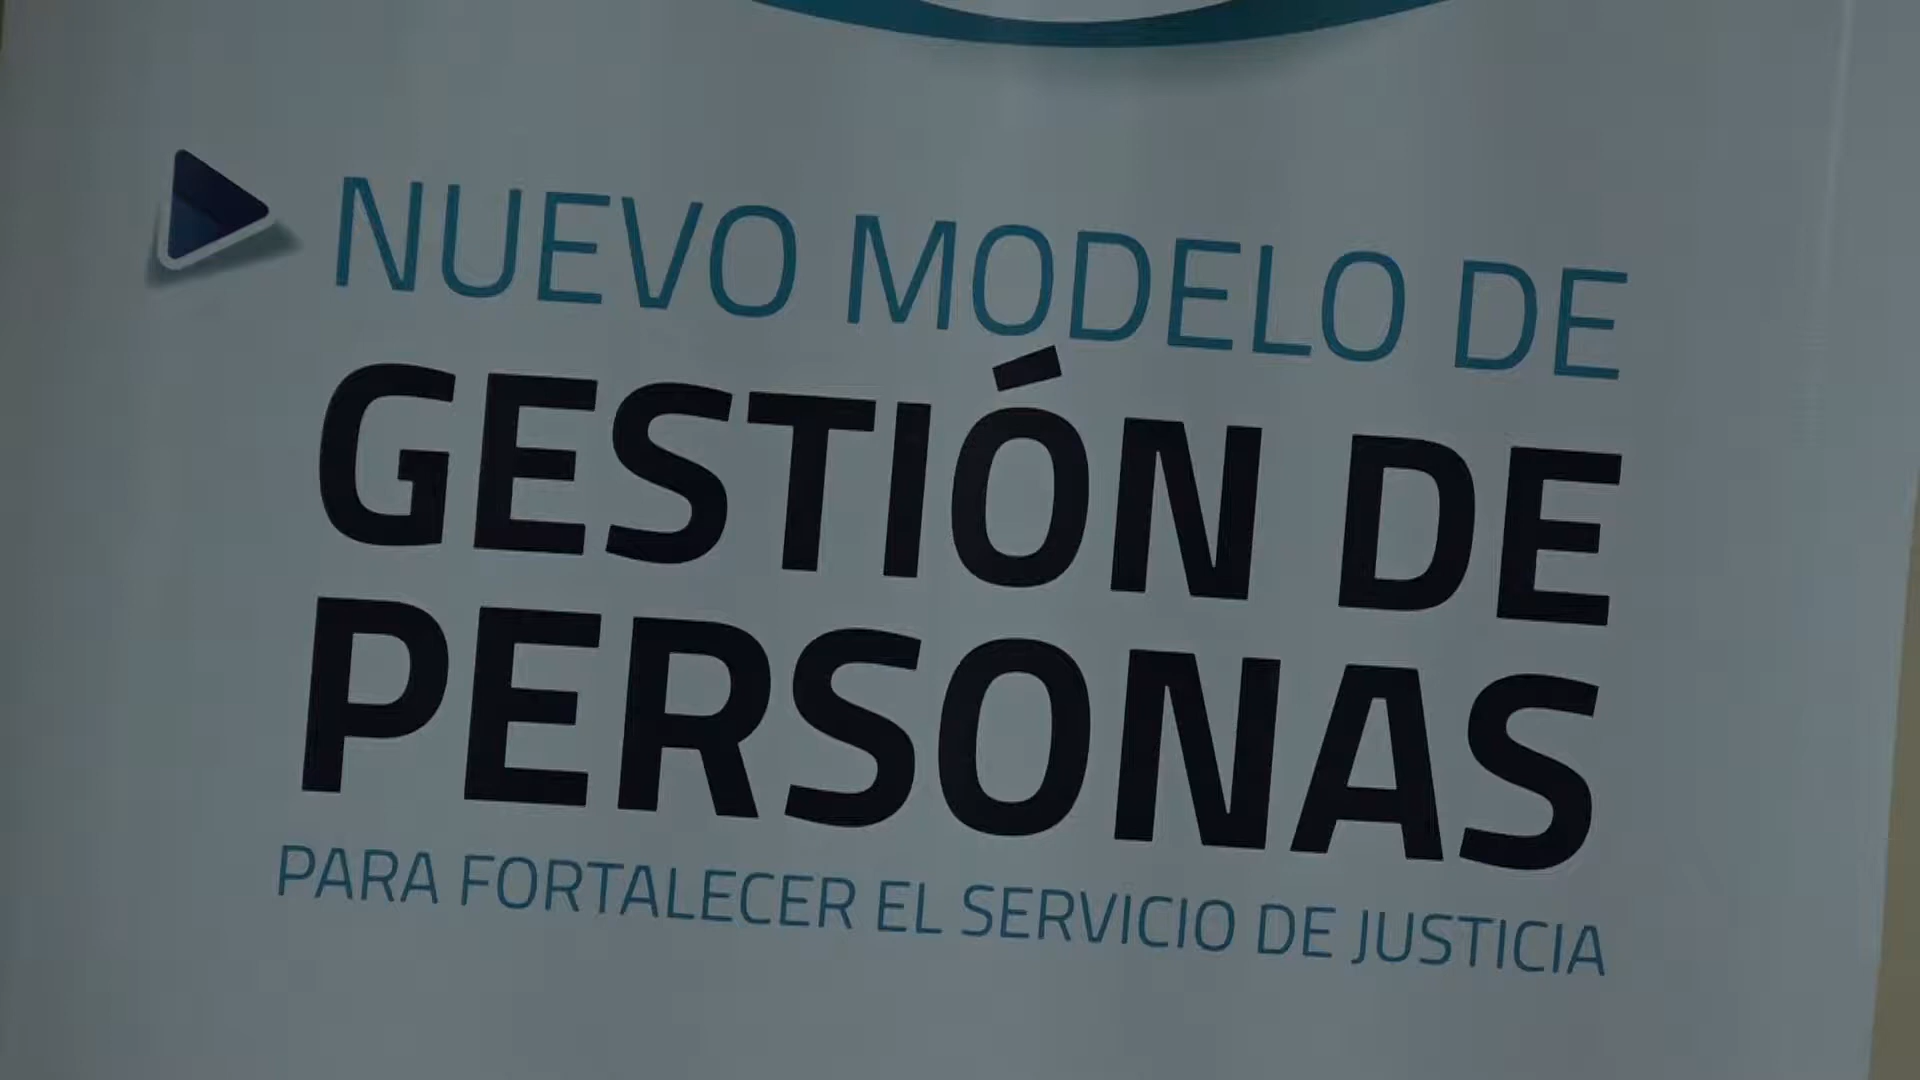 NUEVO MODELO DE
GESTIÓN DE
PERSONAS
PARA FORTALECER EL SERVICIO DE JUSTICIA